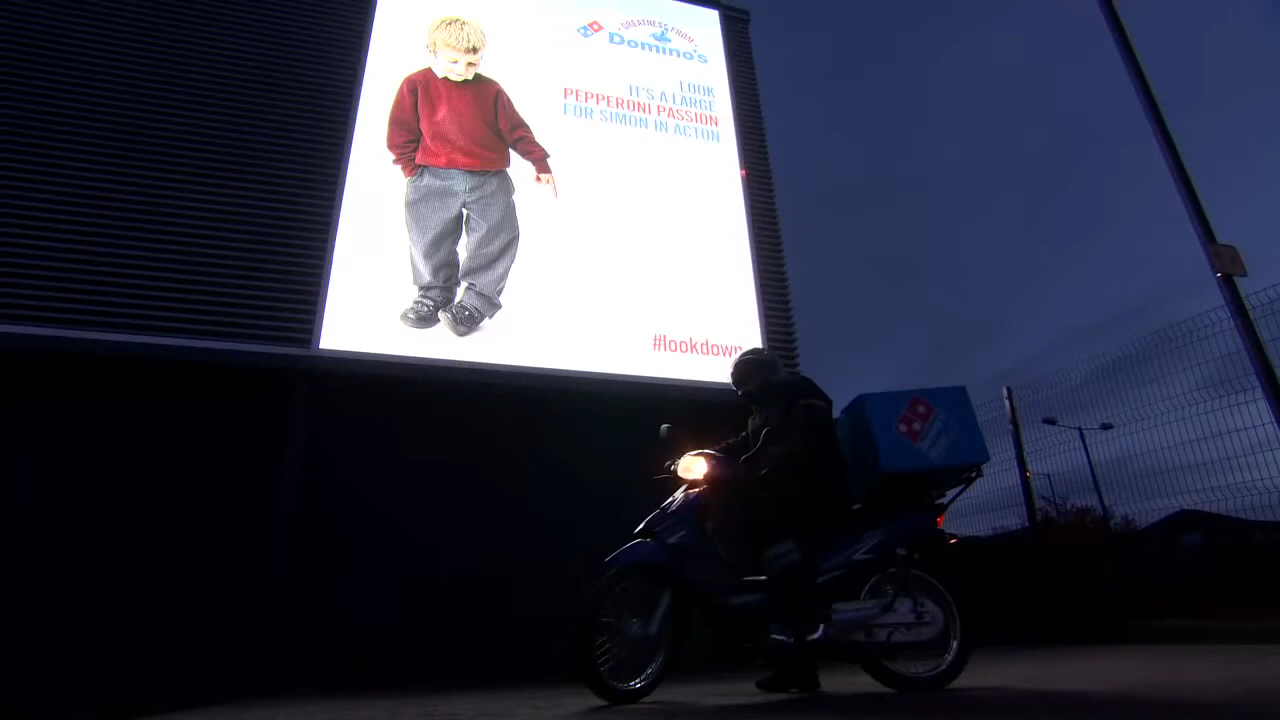 GREATNESS FROM
Domino's
LOOK
IT'S A LARGE
PEPPERONI PASSION
FOR SIMON IN ACTON
#lookdown